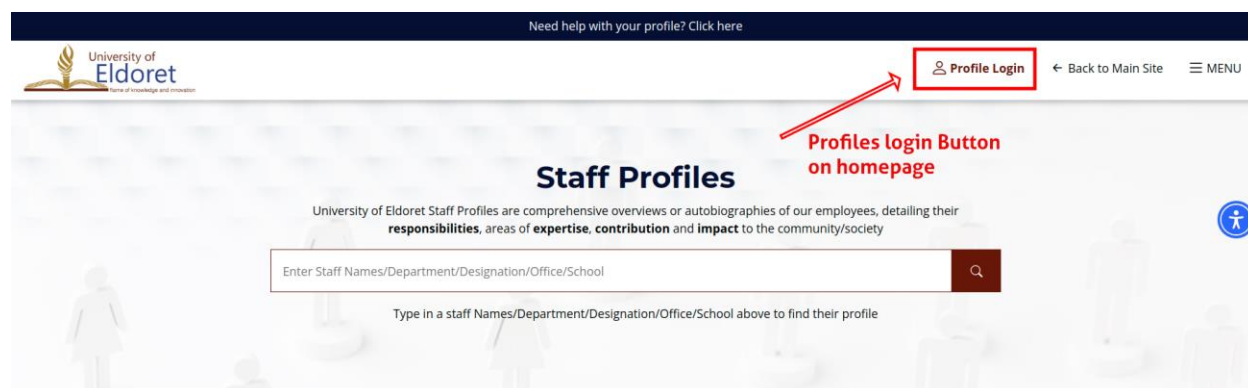 Need help with your profile? Click here
University of
Eldoret
Profile Login
← Back to Main Site
MENU
Profiles login Button
on homepage
Staff Profiles
University of Eldoret Staff Profiles are comprehensive overviews or autobiographies of our employees, detailing their
responsibilities, areas of expertise, contribution and impact to the community/society
Enter Staff Names/Department/Designation/Office/School
Type in a staff Names/Department/Designation/Office/School above to find their profile